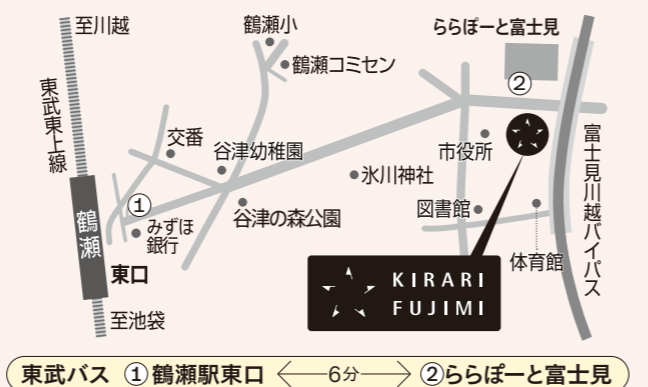 至川越
鶴瀬小
ららぽーと富士見
鶴瀬コミセン
東武東上線
②
交番
谷津幼稚園
市役所
氷川神社
富士見川越バイパス
①
みずほ
銀行
谷津の森公園
図書館
鶴瀬
東口
体育館
KIRARI
FUJIMI
至池袋
東武バス ①鶴瀬駅東口 ←6分→ ②ららぽーと富士見